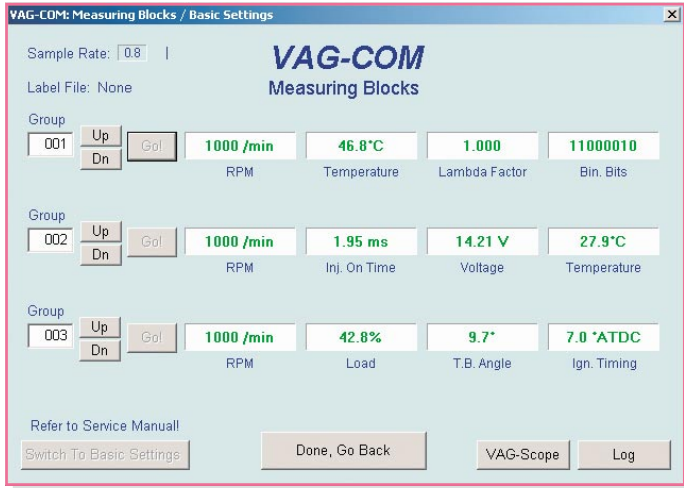 VAG-COM: Measuring Blocks / Basic Settings
Sample Rate: 0.8
VAG-COM
Label File: None
Measuring Blocks
Group
001 Up Dn Go! 1000 /min 46.8°C 1.000 11000010
RPM Temperature Lambda Factor Bin. Bits
Group
002 Up Dn Go! 1000 /min 1.95 ms 14.21 V 27.9°C
RPM Inj. On Time Voltage Temperature
Group
003 Up Dn Go! 1000 /min 42.8% 9.7° 7.0 °ATDC
RPM Load T.B. Angle Ign. Timing
Refer to Service Manual!
Switch To Basic Settings Done, Go Back VAG-Scope Log